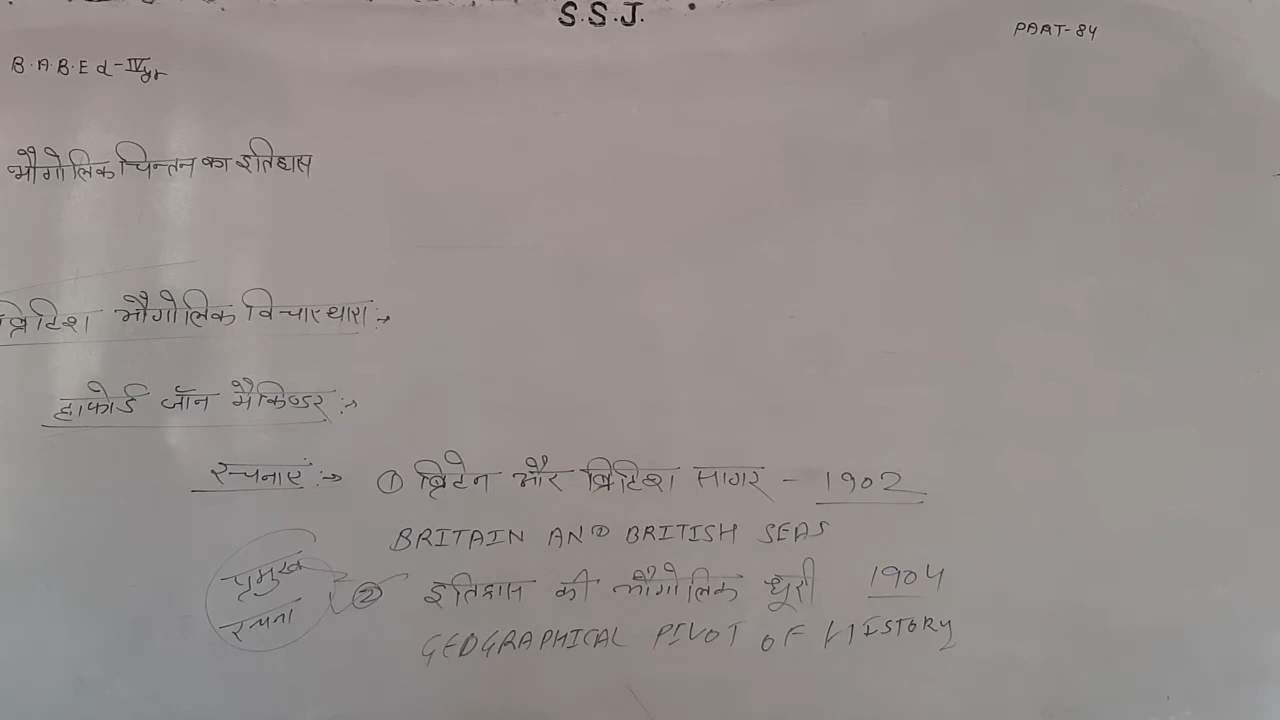 S.S.J.
PART-84
B.A.B.Ed-IVyr
भौगोलिक चिन्तन का इतिहास
ब्रिटिश भौगोलिक विचारधारा :→
हाफोर्ड जॉन मैकिण्डर :→
रचनाएं :→ ① ब्रिटेन और ब्रिटिश सागर - 1902
BRITAIN AND BRITISH SEAS
प्रमुख रचना ② इतिहास की भौगोलिक धूरी 1904
GEOGRAPHICAL PIVOT OF HISTORY